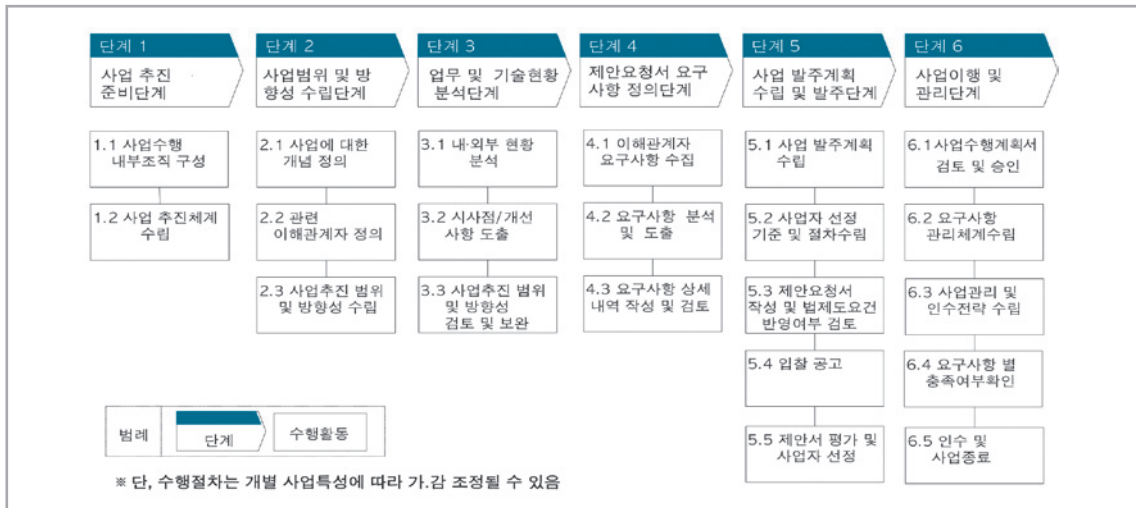 단계 1
사업 추진
준비단계
1.1 사업수행
내부조직 구성
1.2 사업 추진체계
수립
단계 2
사업범위 및 방
향성 수립단계
2.1 사업에 대한
개념 정의
2.2 관련
이해관계자 정의
2.3 사업추진 범위
및 방향성 수립
단계 3
업무 및 기술현황
분석단계
3.1 내·외부 현황
분석
3.2 시사점/개선
사항 도출
3.3 사업추진 범위
및 방향성
검토 및 보완
단계 4
제안요청서 요구
사항 정의단계
4.1 이해관계자
요구사항 수집
4.2 요구사항 분석
및 도출
4.3 요구사항 상세
내역 작성 및 검토
단계 5
사업 발주계획
수립 및 발주단계
5.1 사업 발주계획
수립
5.2 사업자 선정
기준 및 절차수립
5.3 제안요청서
작성 및 법제도요건
반영여부 검토
5.4 입찰 공고
5.5 제안서 평가 및
사업자 선정
단계 6
사업이행 및
관리단계
6.1사업수행계획서
검토 및 승인
6.2 요구사항
관리체계수립
6.3 사업관리 및
인수전략 수립
6.4 요구사항 별
충족여부확인
6.5 인수 및
사업종료
범례
단계
수행활동
※ 단, 수행절차는 개별 사업특성에 따라 가.감 조정될 수 있음